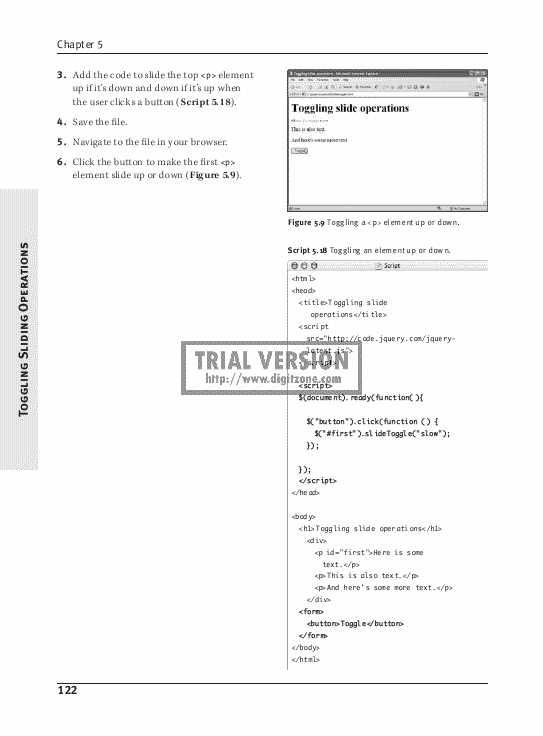 Chapter 5
3. Add the code to slide the top <p> element
up if it's down and down if it's up when
the user clicks a button (Script 5.18).
4. Save the file.
5. Navigate to the file in your browser.
6. Click the button to make the first <p>
element slide up or down (Figure 5.9).
TOGGLING SLIDING OPERATIONS
Toggling slide operations - Microsoft Internet Explorer
Toggling slide operations
This is also text.
And here's some more text.
Toggle
Figure 5.9 Toggling a <p> element up or down.
Script 5.18 Toggling an element up or down.
Script
<html>
<head>
<title>Toggling slide
operations</title>
<script
src="http://code.jquery.com/jquery-
latest.js">
</script>
<script>
$(document).ready(function(){
$("button").click(function () {
$("#first").slideToggle("slow");
});
});
</script>
</head>
<body>
<h1>Toggling slide operations</h1>
<div>
<p id="first">Here is some
text.</p>
<p>This is also text.</p>
<p>And here's some more text.</p>
</div>
<form>
<button>Toggle</button>
</form>
</body>
</html>
TRIAL VERSION
http://www.digitzone.com
122